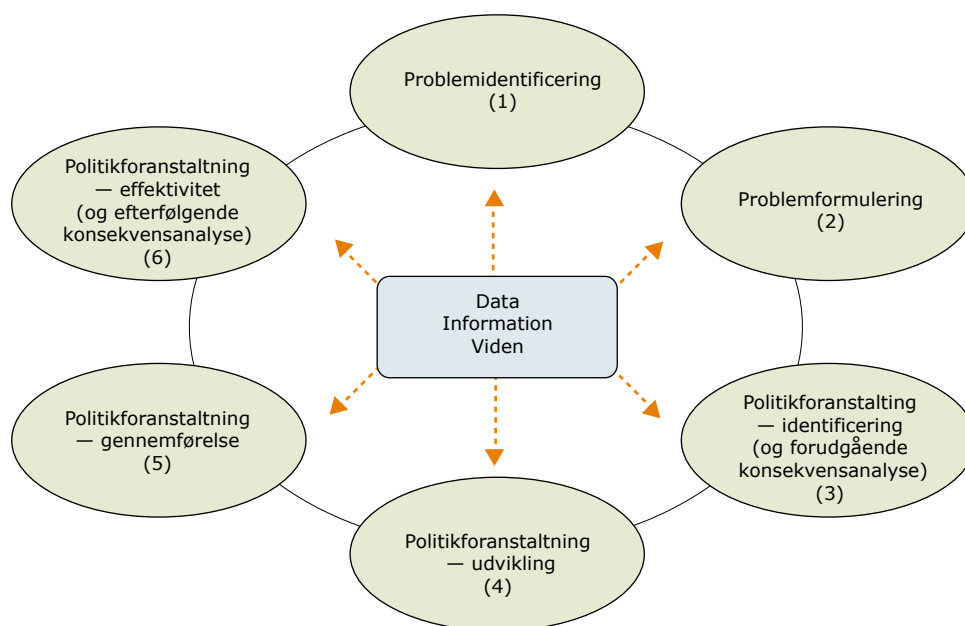 Problemidentificering
(1)
Problemformulering
(2)
Politikforanstalting
— identificering
(og forudgående
konsekvensanalyse)
(3)
Politikforanstaltning
— udvikling
(4)
Politikforanstaltning
— gennemførelse
(5)
Politikforanstaltning
— effektivitet
(og efterfølgende
konsekvensanalyse)
(6)
Data
Information
Viden